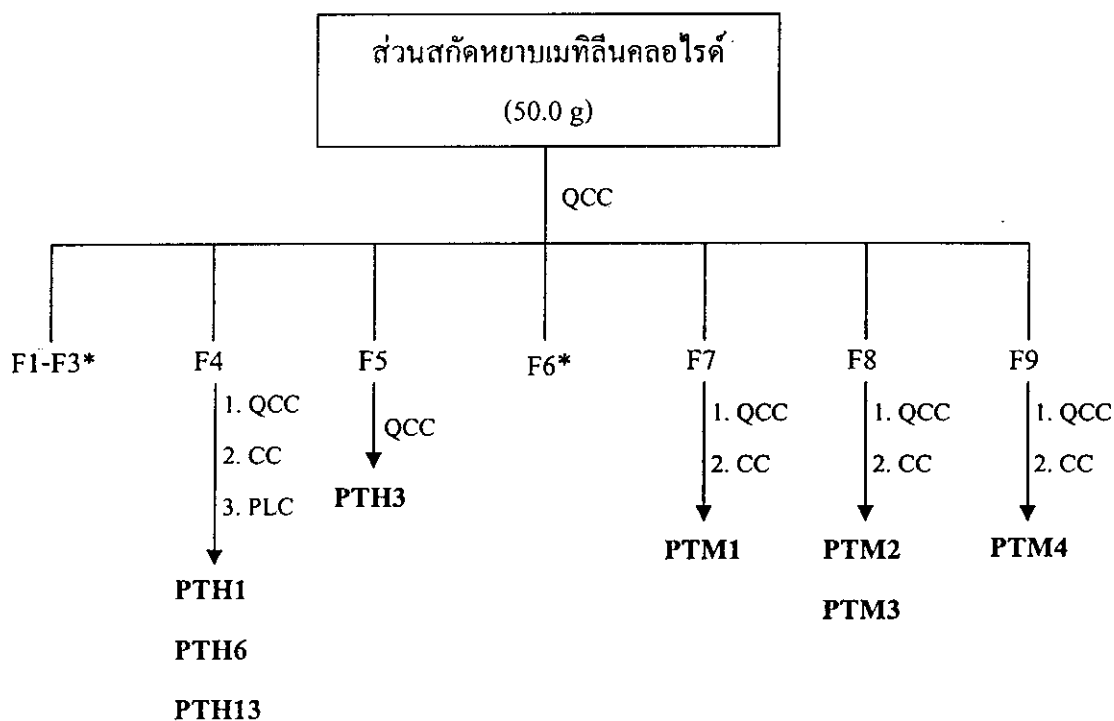 ส่วนสกัดหยาบเมทิลีนคลอไรด์
(50.0 g)
QCC
F1-F3* F4 F5 F6* F7 F8 F9
1. QCC
2. CC
3. PLC
QCC
1. QCC
2. CC
1. QCC
2. CC
1. QCC
2. CC
PTH1
PTH6
PTH13
PTH3
PTM1
PTM2
PTM3
PTM4